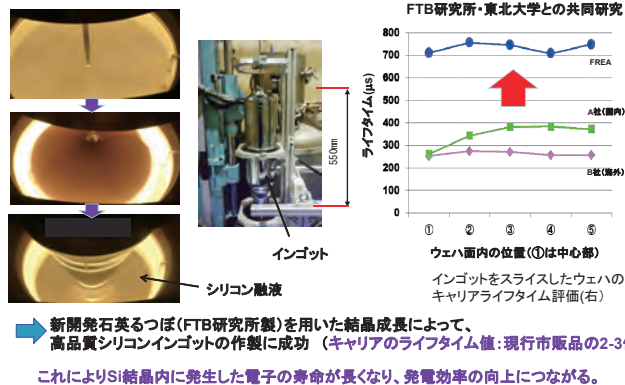 FTB研究所・東北大学との共同研究
800
700
600
500
400
300
200
100
0
ライフタイム(μs)
FREA
A社(国内)
B社(海外)
① ② ③ ④ ⑤
ウェハ面内の位置(①は中心部)
550mm
インゴット
シリコン融液
インゴットをスライスしたウェハの
キャリアライフタイム評価(右)
新開発石英るつぼ(FTB研究所製)を用いた結晶成長によって、
高品質シリコンインゴットの作製に成功 (キャリアのライフタイム値:現行市販品の2-3
これによりSi結晶内に発生した電子の寿命が長くなり、発電効率の向上につながる。